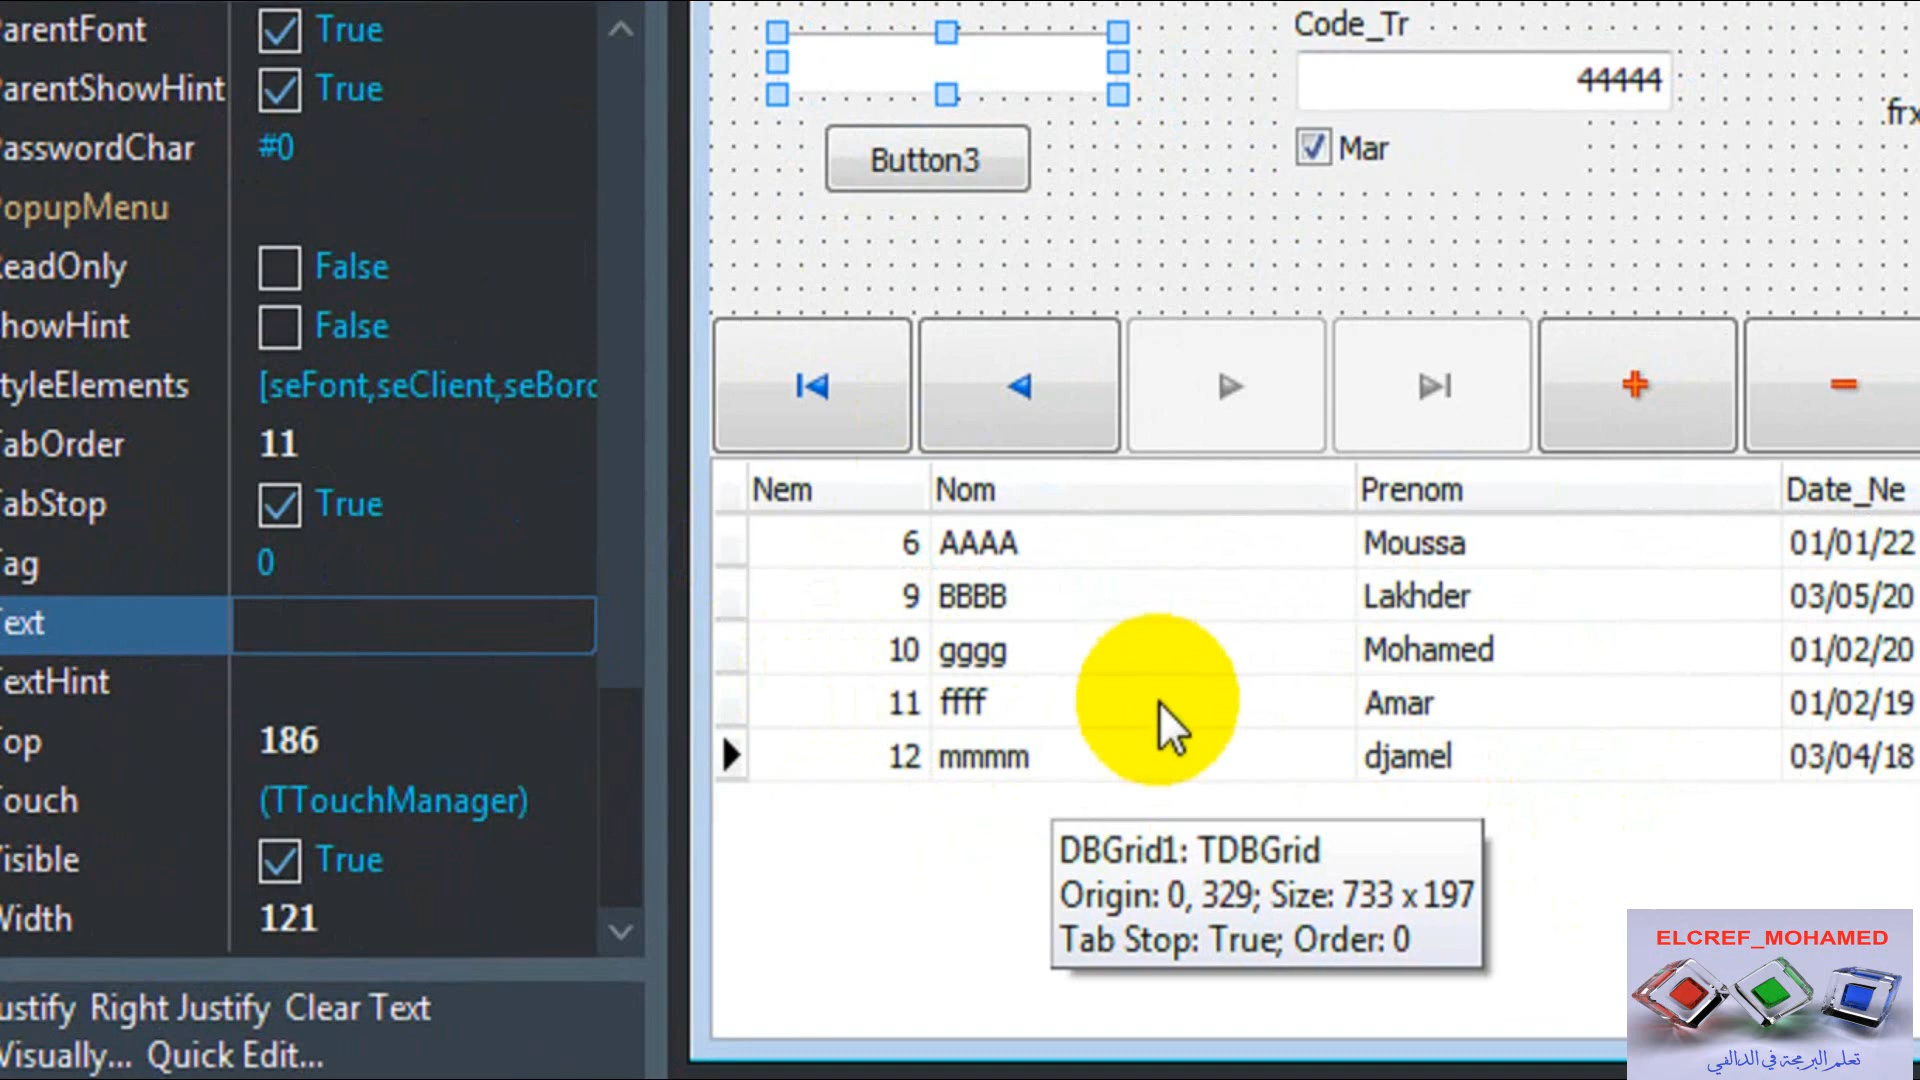 arentFont True
arentShowHint True
asswordChar #0
opupMenu
eadOnly False
howHint False
tyleElements [seFont,seClient,seBord
abOrder 11
abStop True
ag 0
ext
extHint
op 186
ouch (TTouchManager)
isible True
Width 121
ustify Right Justify Clear Text
Visually... Quick Edit...
Code_Tr
44444
.frx
Mar
Button3
Nem Nom Prenom Date_Ne
6 AAAA Moussa 01/01/22
9 BBBB Lakhder 03/05/20
10 gggg Mohamed 01/02/20
11 ffff Amar 01/02/19
12 mmmm djamel 03/04/18
DBGrid1: TDBGrid
Origin: 0, 329; Size: 733 x 197
Tab Stop: True; Order: 0
ELCREF_MOHAMED
تعلم البرمجة في الدالفي